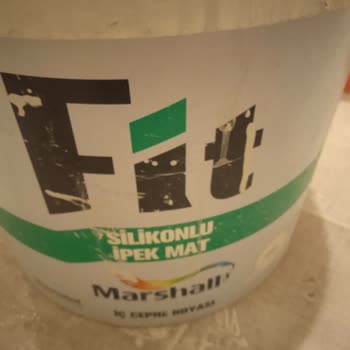 Fit
SİLİKONLU
İPEK MAT
Marshall
İÇ CEPHE BOYASI